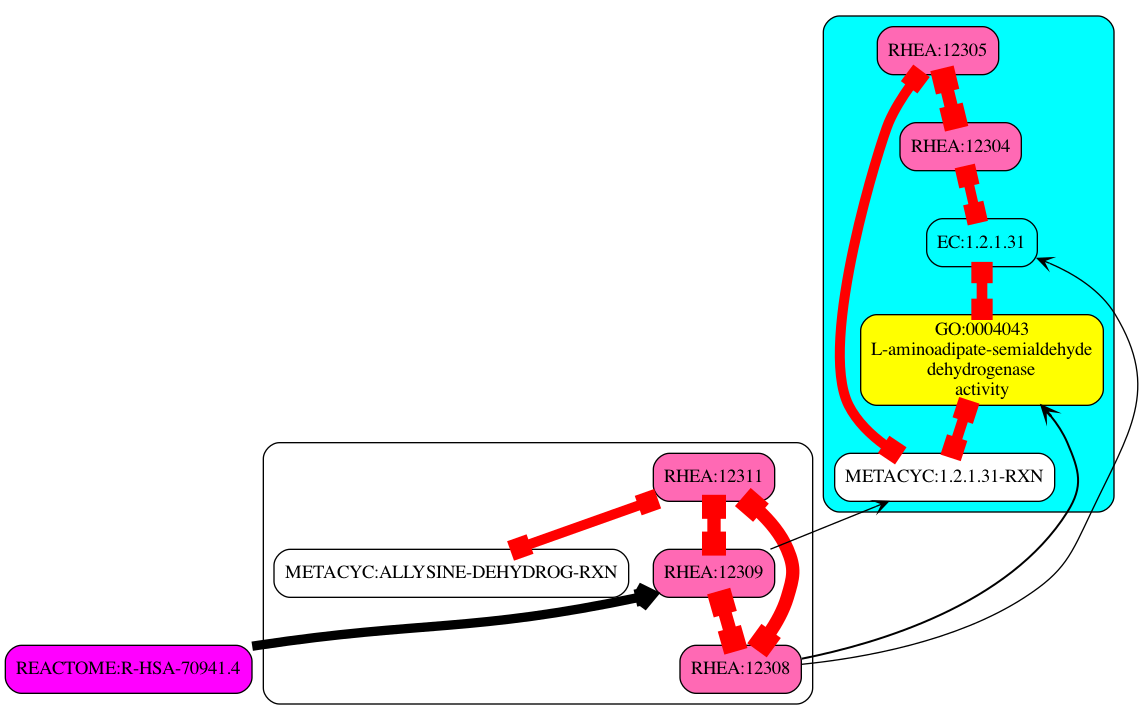 RHEA:12305
RHEA:12304
EC:1.2.1.31
GO:0004043
L-aminoadipate-semialdehyde
dehydrogenase
activity
METACYC:1.2.1.31-RXN
RHEA:12311
METACYC:ALLYSINE-DEHYDROG-RXN
RHEA:12309
REACTOME:R-HSA-70941.4
RHEA:12308